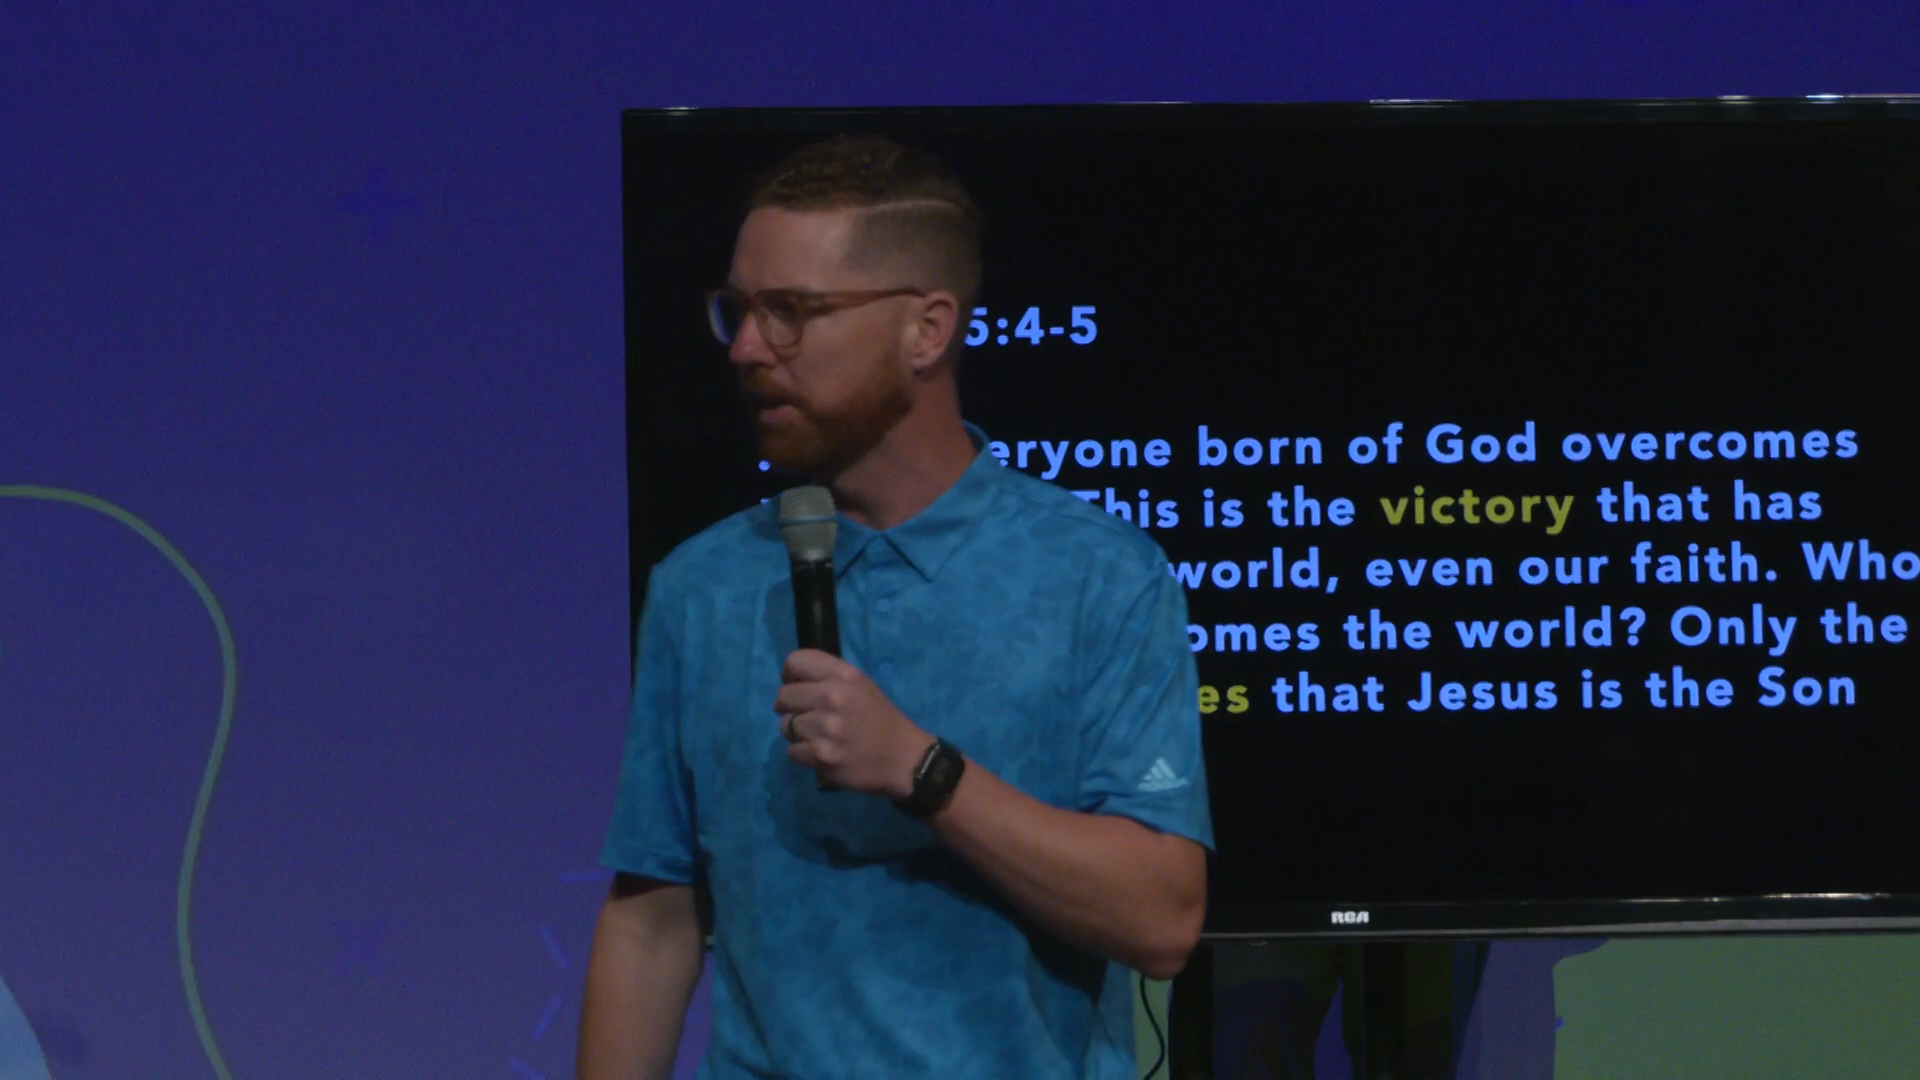 5:4-5
eryone born of God overcomes
This is the victory that has
world, even our faith. Who
omes the world? Only the
es that Jesus is the Son
RCA